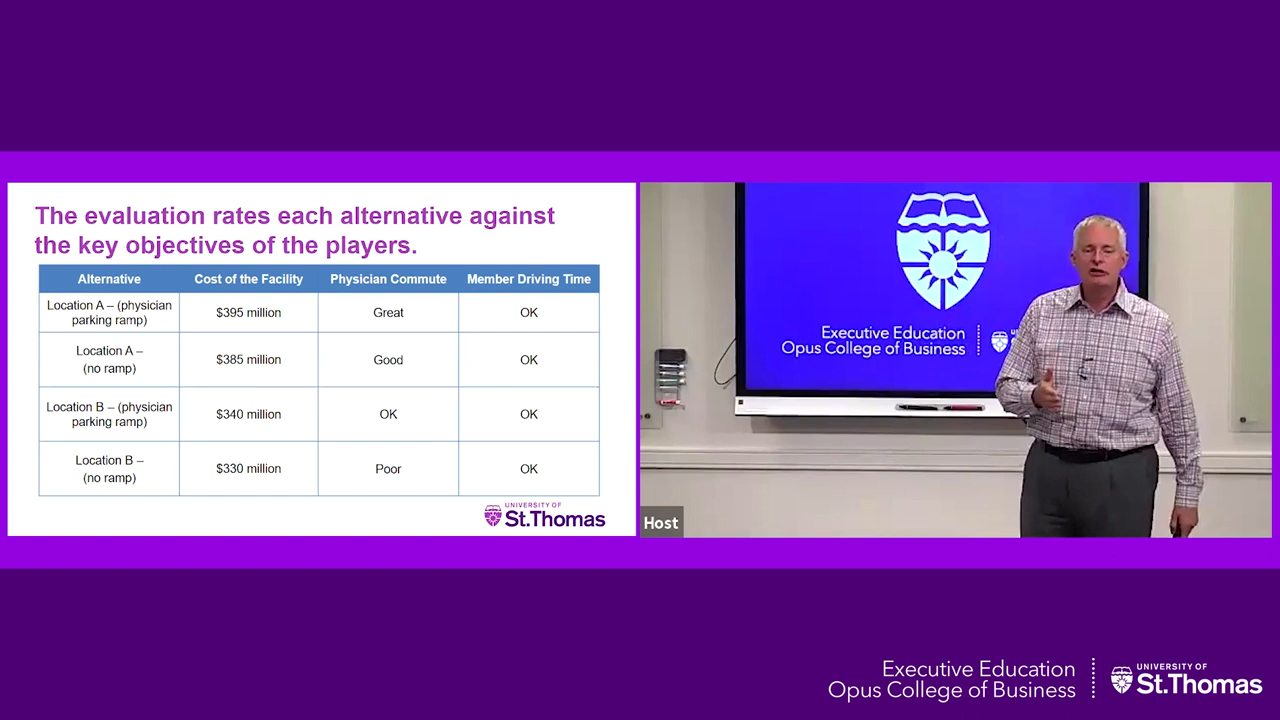 The evaluation rates each alternative against
the key objectives of the players.
Alternative Cost of the Facility Physician Commute Member Driving Time
Location A – (physician
parking ramp)
$395 million Great OK
Location A –
(no ramp)
$385 million Good OK
Location B – (physician
parking ramp)
$340 million OK OK
Location B –
(no ramp)
$330 million Poor OK
UNIVERSITY OF
St.Thomas
Executive Education
Opus College of Business
Host
Executive Education
Opus College of Business
UNIVERSITY OF
St.Thomas